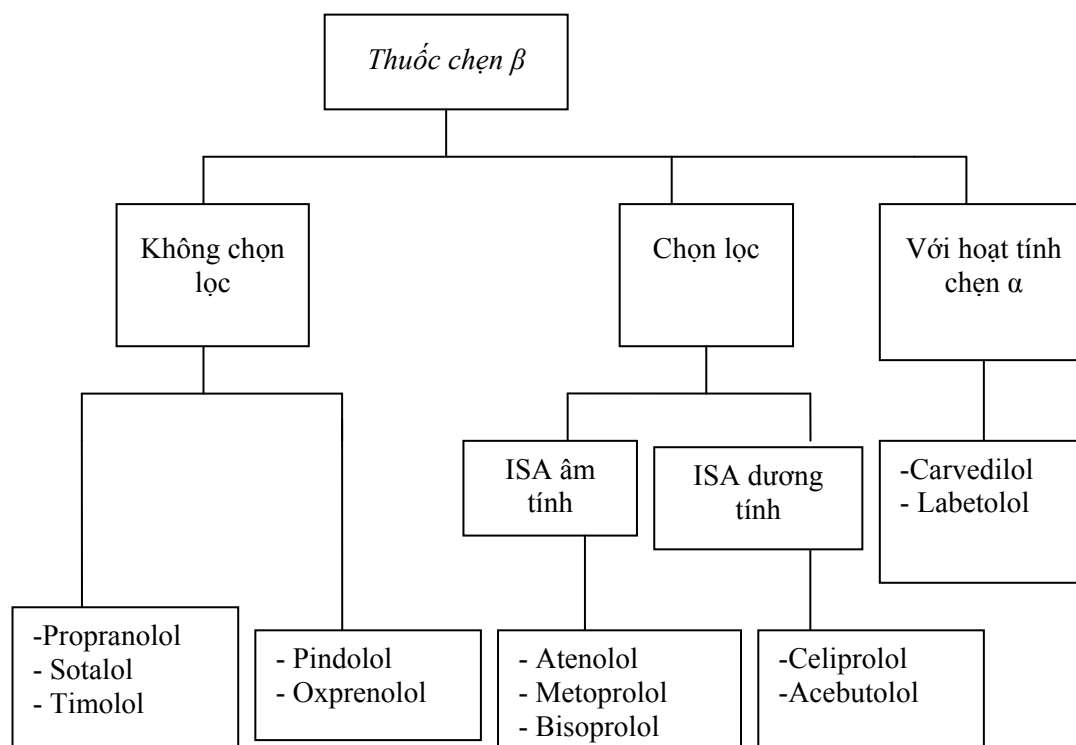 Thuốc chẹn β
Không chọn
lọc
Chọn lọc
Với hoạt tính
chẹn α
ISA âm
tính
ISA dương
tính
-Carvedilol
- Labetolol
-Propranolol
- Sotalol
- Timolol
- Pindolol
- Oxprenolol
- Atenolol
- Metoprolol
- Bisoprolol
-Celiprolol
-Acebutolol